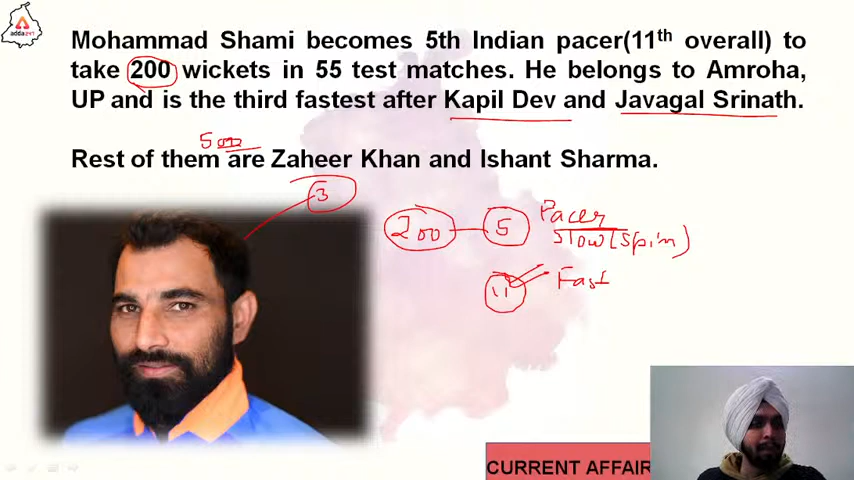 adda247
Mohammad Shami becomes 5th Indian pacer(11th overall) to
take 200 wickets in 55 test matches. He belongs to Amroha,
UP and is the third fastest after Kapil Dev and Javagal Srinath.
500
Rest of them are Zaheer Khan and Ishant Sharma.
3
200 5 Pacer
Slow(Spin)
11 Fast
CURRENT AFFAIR